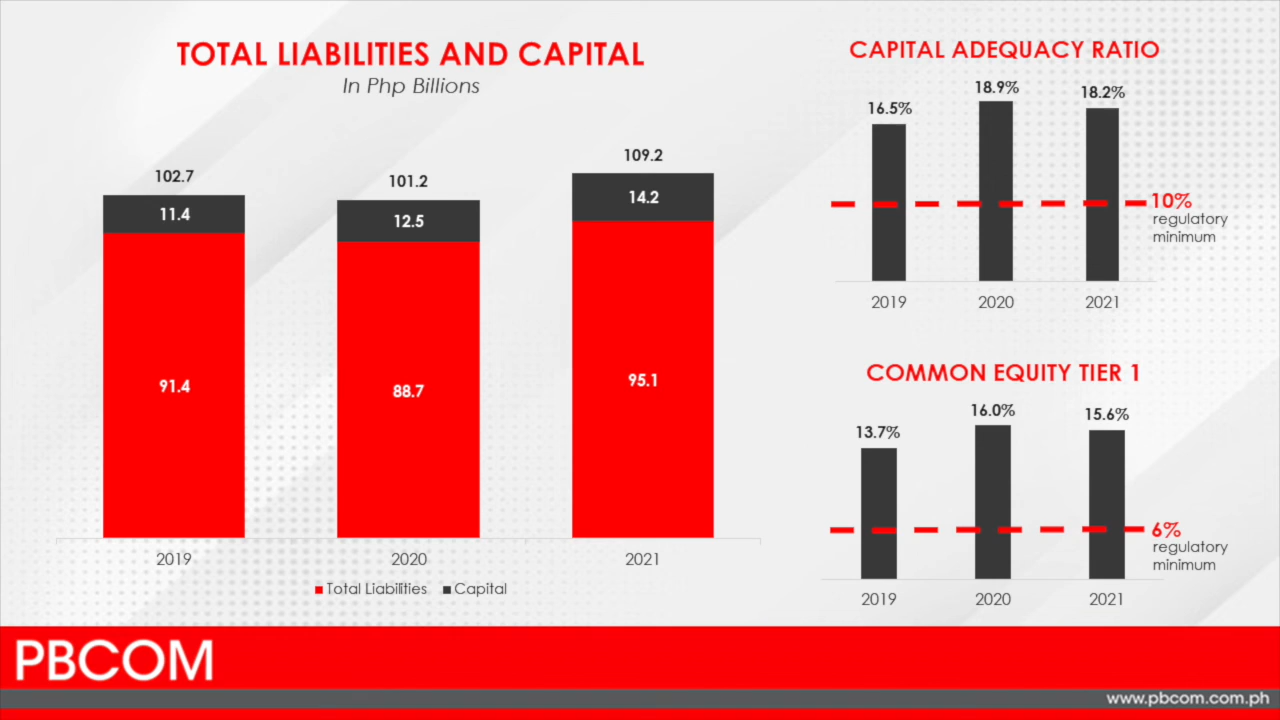 TOTAL LIABILITIES AND CAPITAL
In Php Billions
102.7
101.2
109.2
11.4
12.5
14.2
91.4
88.7
95.1
2019
2020
2021
Total Liabilities
Capital
CAPITAL ADEQUACY RATIO
16.5%
18.9%
18.2%
10%
regulatory
minimum
2019
2020
2021
COMMON EQUITY TIER 1
13.7%
16.0%
15.6%
6%
regulatory
minimum
2019
2020
2021
PBCOM
www.pbcom.com.ph